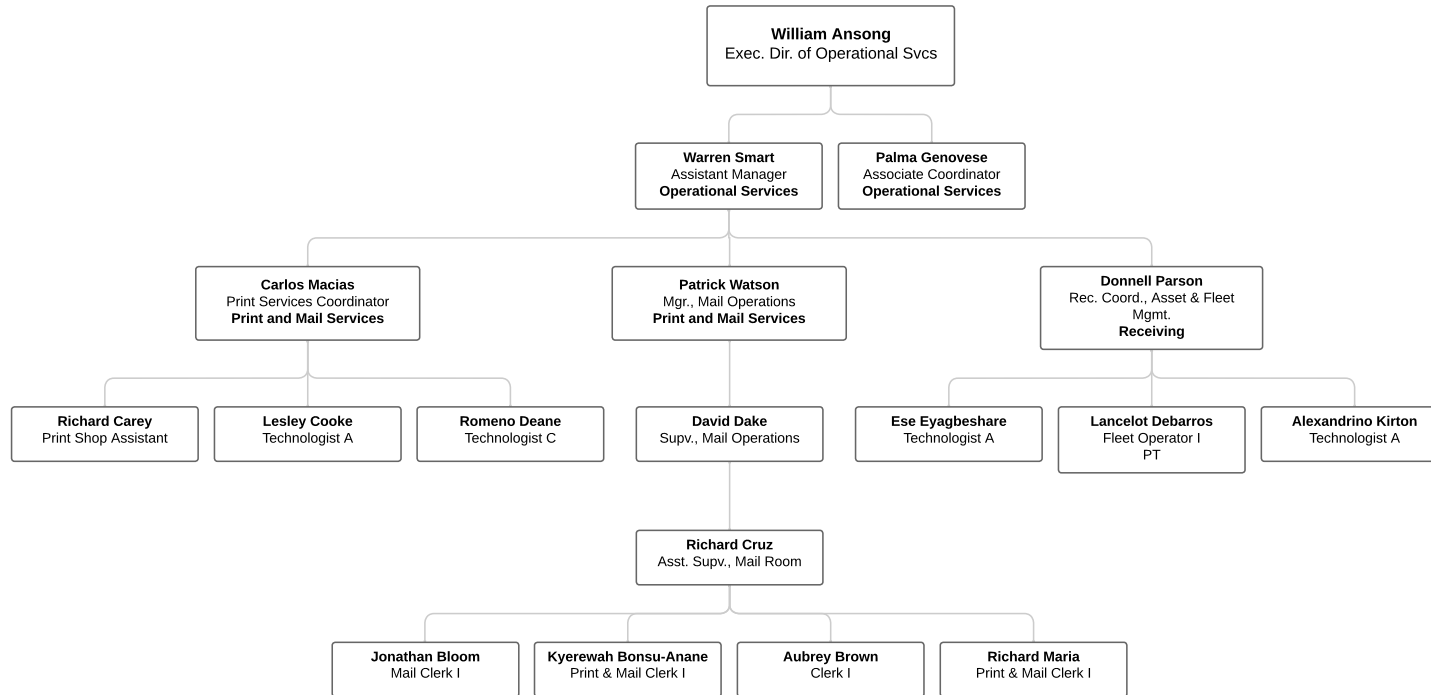 William Ansong
Exec. Dir. of Operational Svcs
Warren Smart
Assistant Manager
Operational Services
Palma Genovese
Associate Coordinator
Operational Services
Carlos Macias
Print Services Coordinator
Print and Mail Services
Patrick Watson
Mgr., Mail Operations
Print and Mail Services
Donnell Parson
Rec. Coord., Asset & Fleet
Mgmt.
Receiving
Richard Carey
Print Shop Assistant
Lesley Cooke
Technologist A
Romeno Deane
Technologist C
David Dake
Supv., Mail Operations
Ese Eyagbeshare
Technologist A
Lancelot Debarros
Fleet Operator I
PT
Alexandrino Kirton
Technologist A
Richard Cruz
Asst. Supv., Mail Room
Jonathan Bloom
Mail Clerk I
Kyerewah Bonsu-Anane
Print & Mail Clerk I
Aubrey Brown
Clerk I
Richard Maria
Print & Mail Clerk I